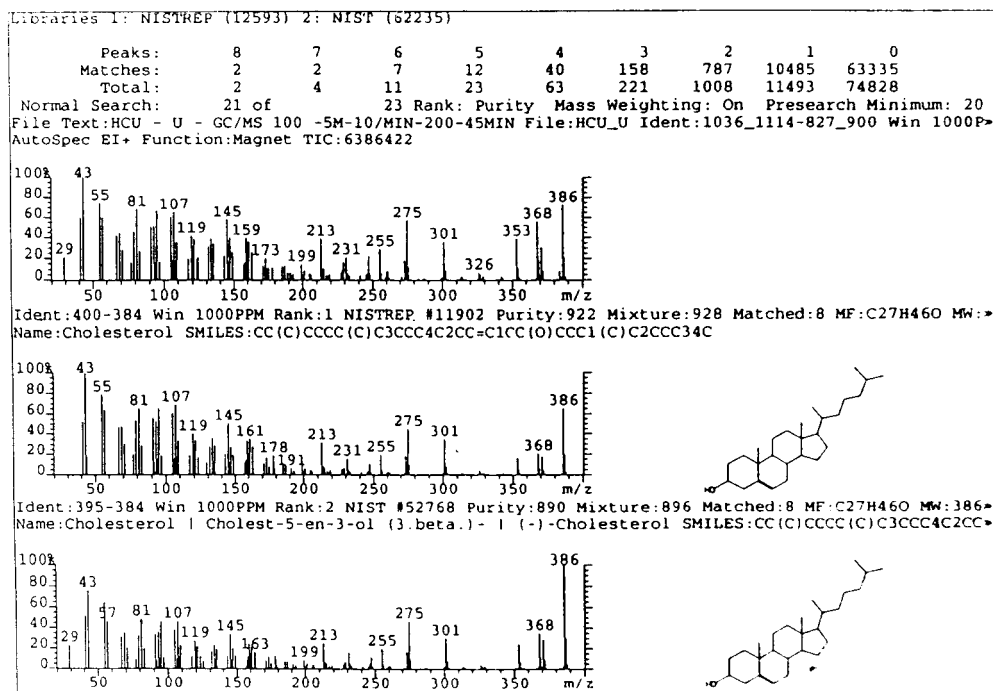 Libraries 1: NISTREP (12593) 2: NIST (62235)
Peaks: 8 7 6 5 4 3 2 1 0
Matches: 2 2 7 12 40 158 787 10485 63335
Total: 2 4 11 23 63 221 1008 11493 74828
Normal Search: 21 of 23 Rank: Purity Mass Weighting: On Presearch Minimum: 20
File Text:HCU - U - GC/MS 100 -5M-10/MIN-200-45MIN File:HCU_U Ident:1036_1114-827_900 Win 1000P»
AutoSpec EI+ Function:Magnet TIC:6386422
100% 43 386
80 55 81 107
60 145 275 368
40 119 159 213 353
20 29 173 199 231 255 301 326
0
50 100 150 200 250 300 350 m/z
Ident:400-384 Win 1000PPM Rank:1 NISTREP #11902 Purity:922 Mixture:928 Matched:8 MF:C27H46O MW:»
Name:Cholesterol SMILES:CC(C)CCCC(C)C3CCC4C2CC=C1CC(O)CCC1(C)C2CCC34C
100% 43
80 55 81 107 386
60 145
40 119 161 213 275 301
20 178 191 231 255 368
0
50 100 150 200 250 300 350 m/z
HO
Ident:395-384 Win 1000PPM Rank:2 NIST #52768 Purity:890 Mixture:896 Matched:8 MF:C27H46O MW:386»
Name:Cholesterol | Cholest-5-en-3-ol (3.beta.)- | (-)-Cholesterol SMILES:CC(C)CCCC(C)C3CCC4C2CC»
100% 386
80 43
60 57 81 107 275
40 119 145 301 368
20 29 163 199 213 255
0
50 100 150 200 250 300 350 m/z
HO